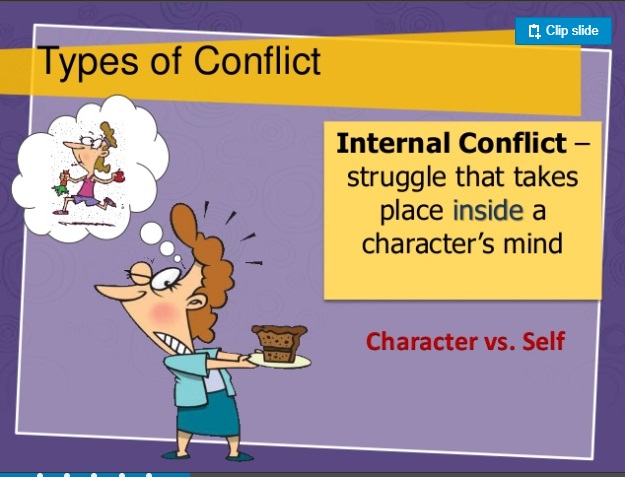 Clip slide
Types of Conflict
Internal Conflict –
struggle that takes
place inside a
character's mind
Character vs. Self